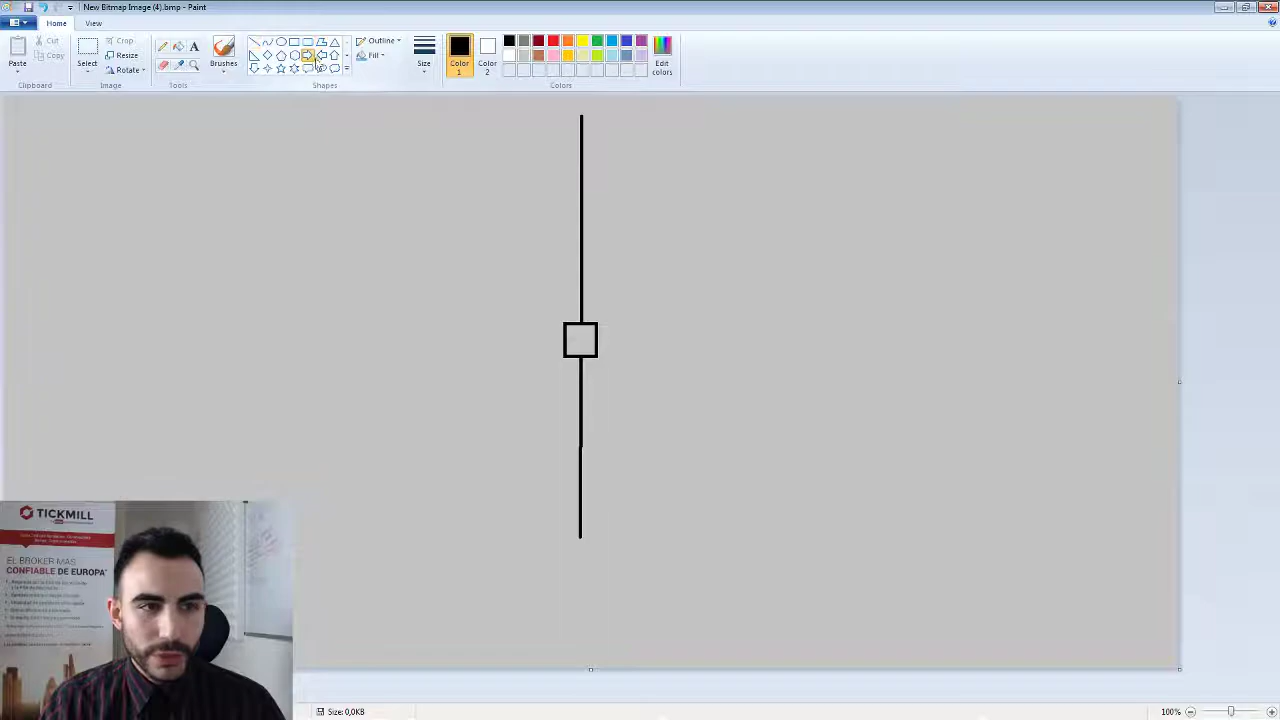 New Bitmap Image (4).bmp - Paint
Home View
Paste
Cut
Copy
Clipboard
Select
Crop
Resize
Rotate
Image
A
Tools
Brushes
Shapes
Outline
Fill
Size
Color
1
Color
2
Edit
colors
Colors
TICKMILL
EL BROKER MAS
CONFIABLE DE EUROPA*
Size: 0,0KB
100%